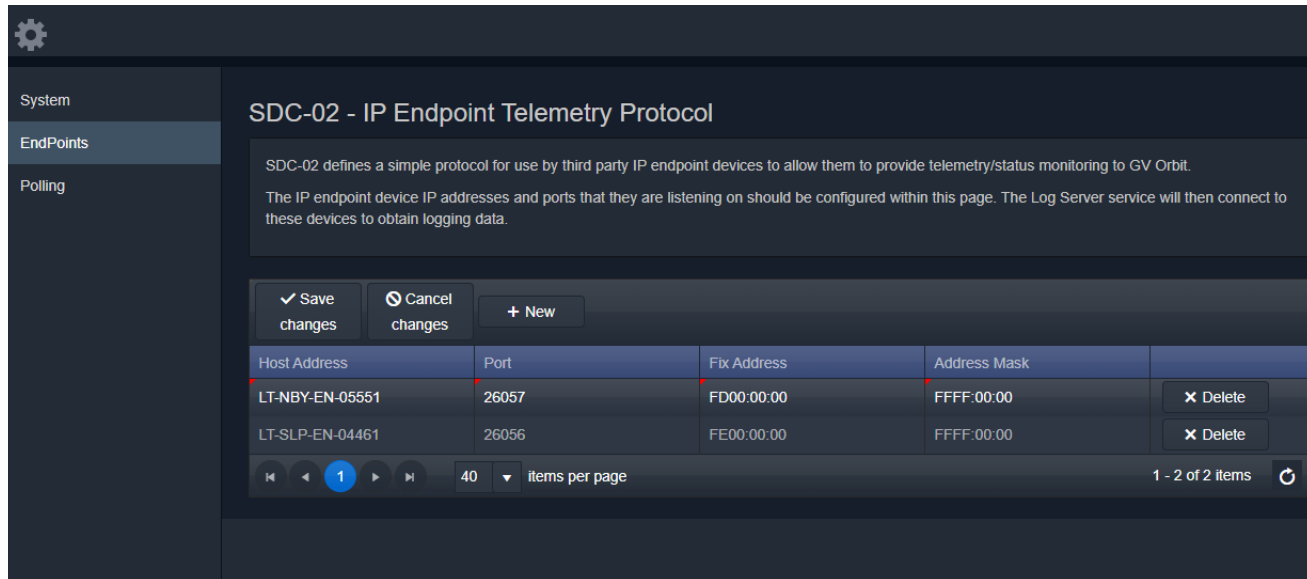 System
EndPoints
Polling
SDC-02 - IP Endpoint Telemetry Protocol
SDC-02 defines a simple protocol for use by third party IP endpoint devices to allow them to provide telemetry/status monitoring to GV Orbit.
The IP endpoint device IP addresses and ports that they are listening on should be configured within this page. The Log Server service will then connect to
these devices to obtain logging data.
Save changes Cancel changes New
Host Address Port Fix Address Address Mask
LT-NBY-EN-05551 26057 FD00:00:00 FFFF:00:00 Delete
LT-SLP-EN-04461 26056 FE00:00:00 FFFF:00:00 Delete
1 40 items per page 1 - 2 of 2 items